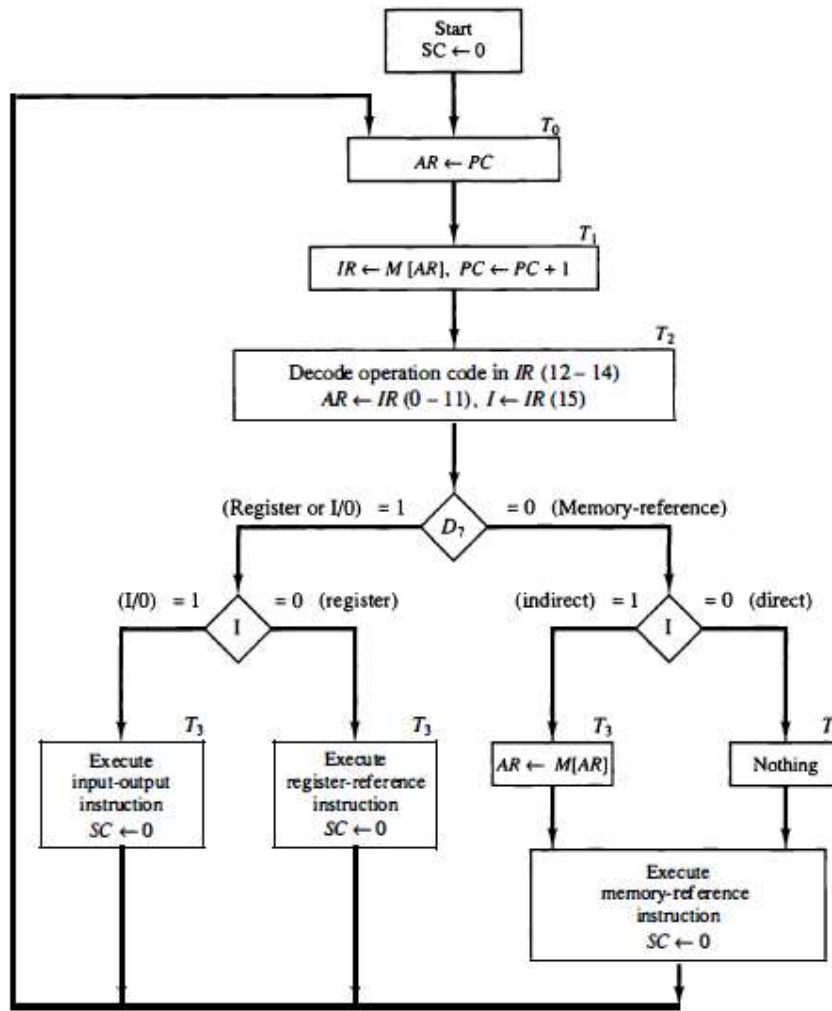 Start
SC ← 0
T₀
AR ← PC
T₁
IR ← M [AR], PC ← PC + 1
T₂
Decode operation code in IR (12 – 14)
AR ← IR (0 – 11), I ← IR (15)
(Register or I/0) = 1
D₇
= 0 (Memory-reference)
(I/0) = 1
I
= 0 (register)
(indirect) = 1
I
= 0 (direct)
T₃
Execute
input-output
instruction
SC ← 0
T₃
Execute
register-reference
instruction
SC ← 0
T₃
AR ← M[AR]
T
Nothing
Execute
memory-reference
instruction
SC ← 0